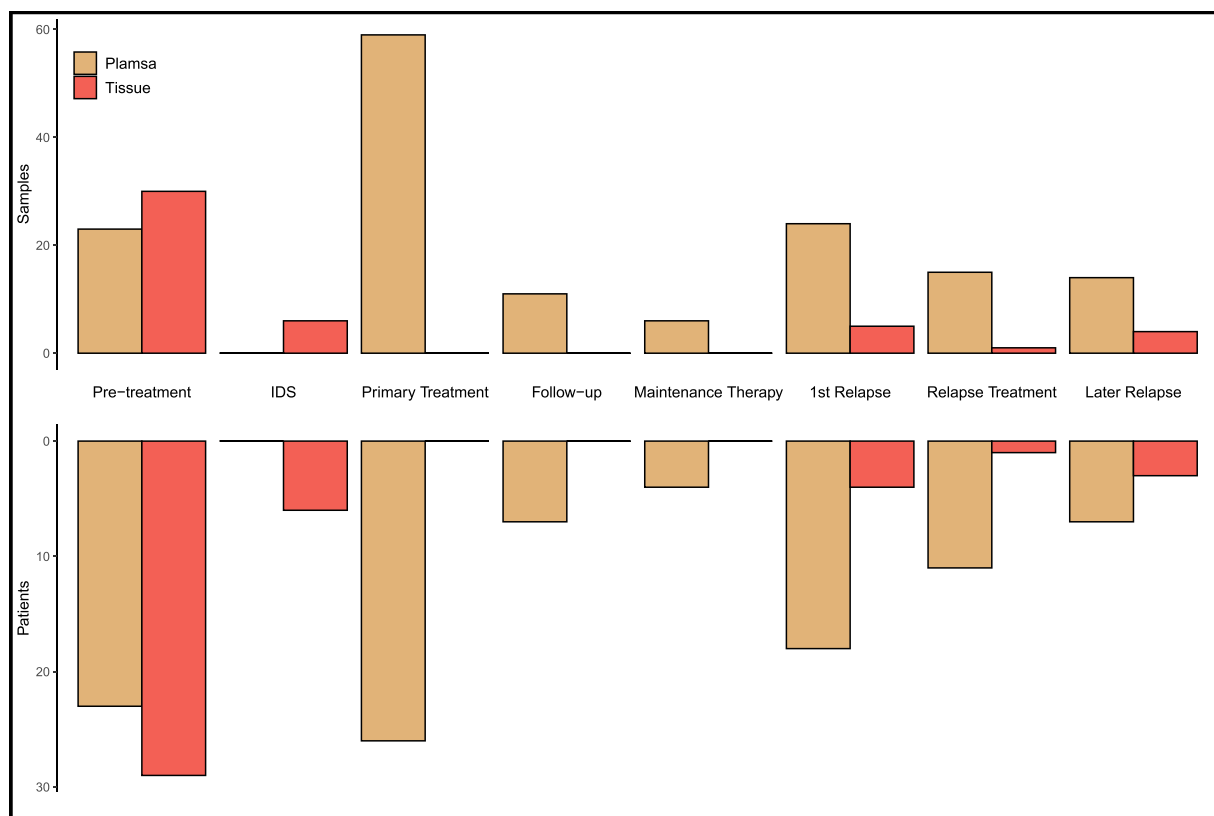 60
Plamsa
Tissue
40
Samples
20
0
Pre−treatment IDS Primary Treatment Follow−up Maintenance Therapy 1st Relapse Relapse Treatment Later Relapse
0
10
Patients
20
30